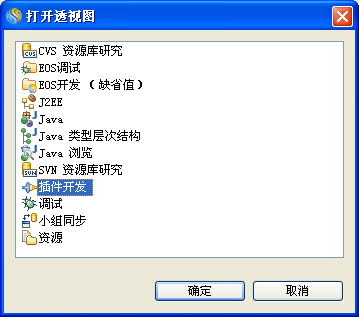 打开透视图
CVS 资源库研究
EOS调试
EOS开发 （缺省值）
J2EE
Java
Java 类型层次结构
Java 浏览
SVN 资源库研究
插件开发
调试
小组同步
资源
确定
取消